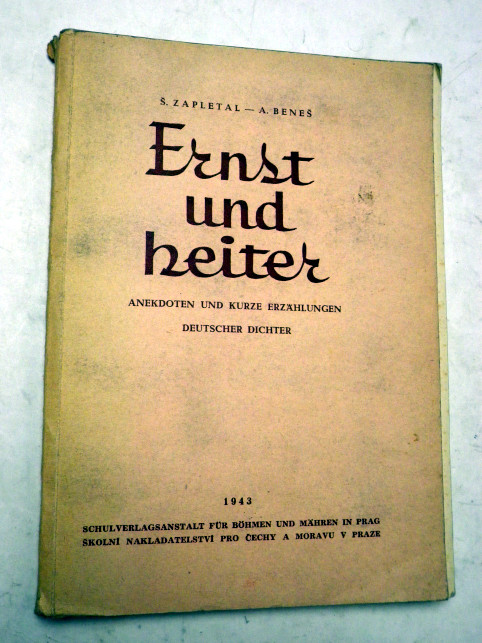 Š. ZAPLETAL — A. BENEŠ
Ernst
und
heiter
ANEKDOTEN UND KURZE ERZÄHLUNGEN
DEUTSCHER DICHTER
1943
SCHULVERLAGSANSTALT FÜR BÖHMEN UND MÄHREN IN PRAG
ŠKOLNÍ NAKLADATELSTVÍ PRO ČECHY A MORAVU V PRAZE